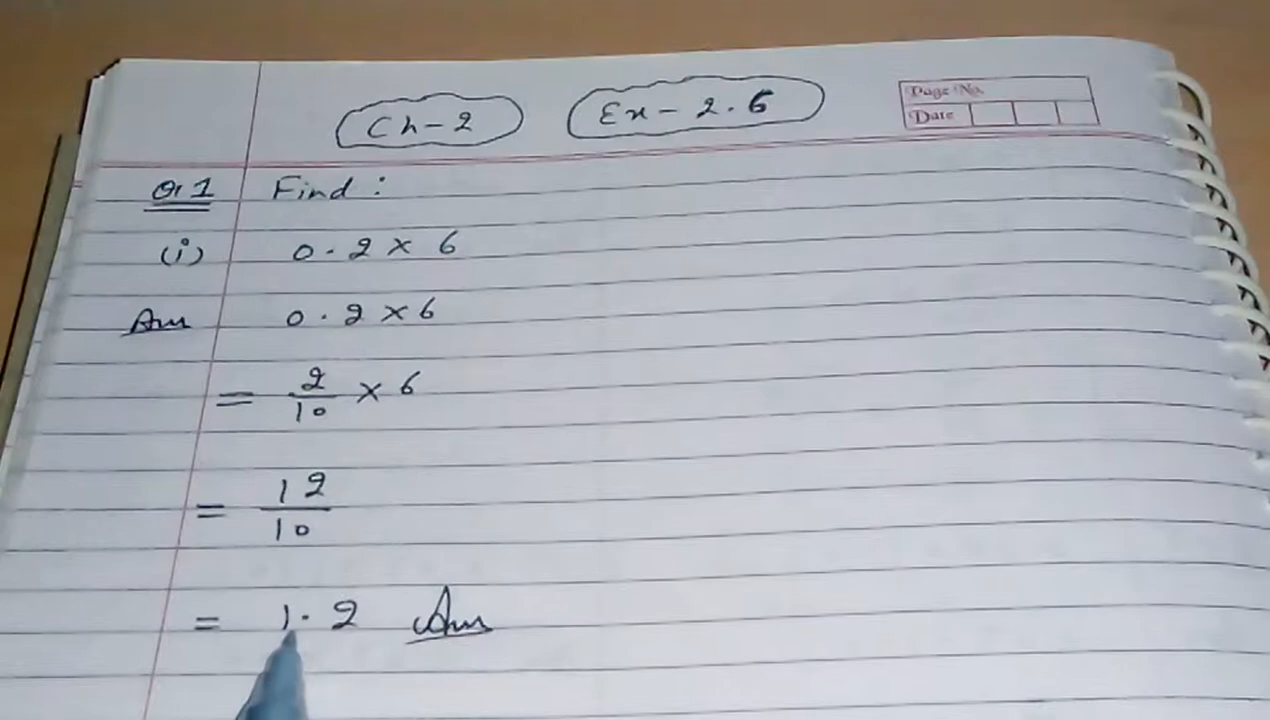 Ch-2 Ex-2.6
Page No.
Date
Q.1 Find :
(i) 0.2 × 6
Ans 0.2 × 6
= 2/10 × 6
= 12/10
= 1.2 Ans